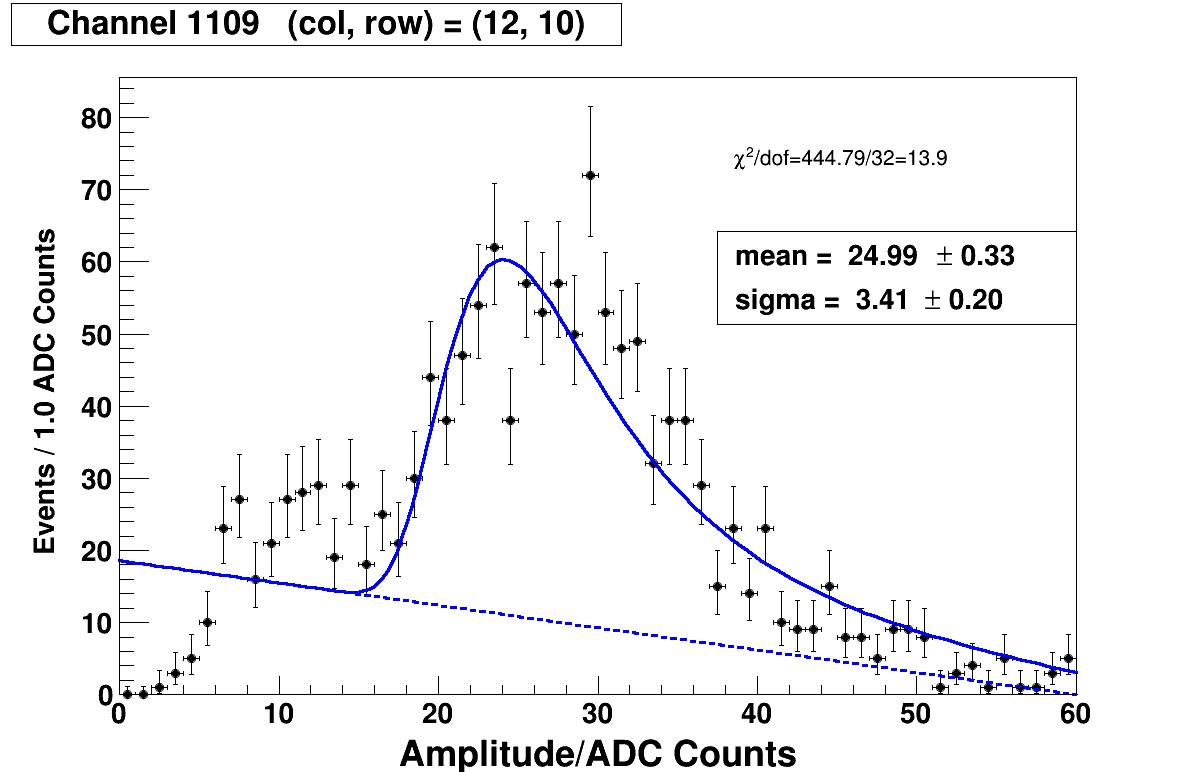 Channel 1109 (col, row) = (12, 10)
80
70
60
50
40
30
20
10
0
Events / 1.0 ADC Counts
χ²/dof=444.79/32=13.9
mean = 24.99 ± 0.33
sigma = 3.41 ± 0.20
0 10 20 30 40 50 60
Amplitude/ADC Counts